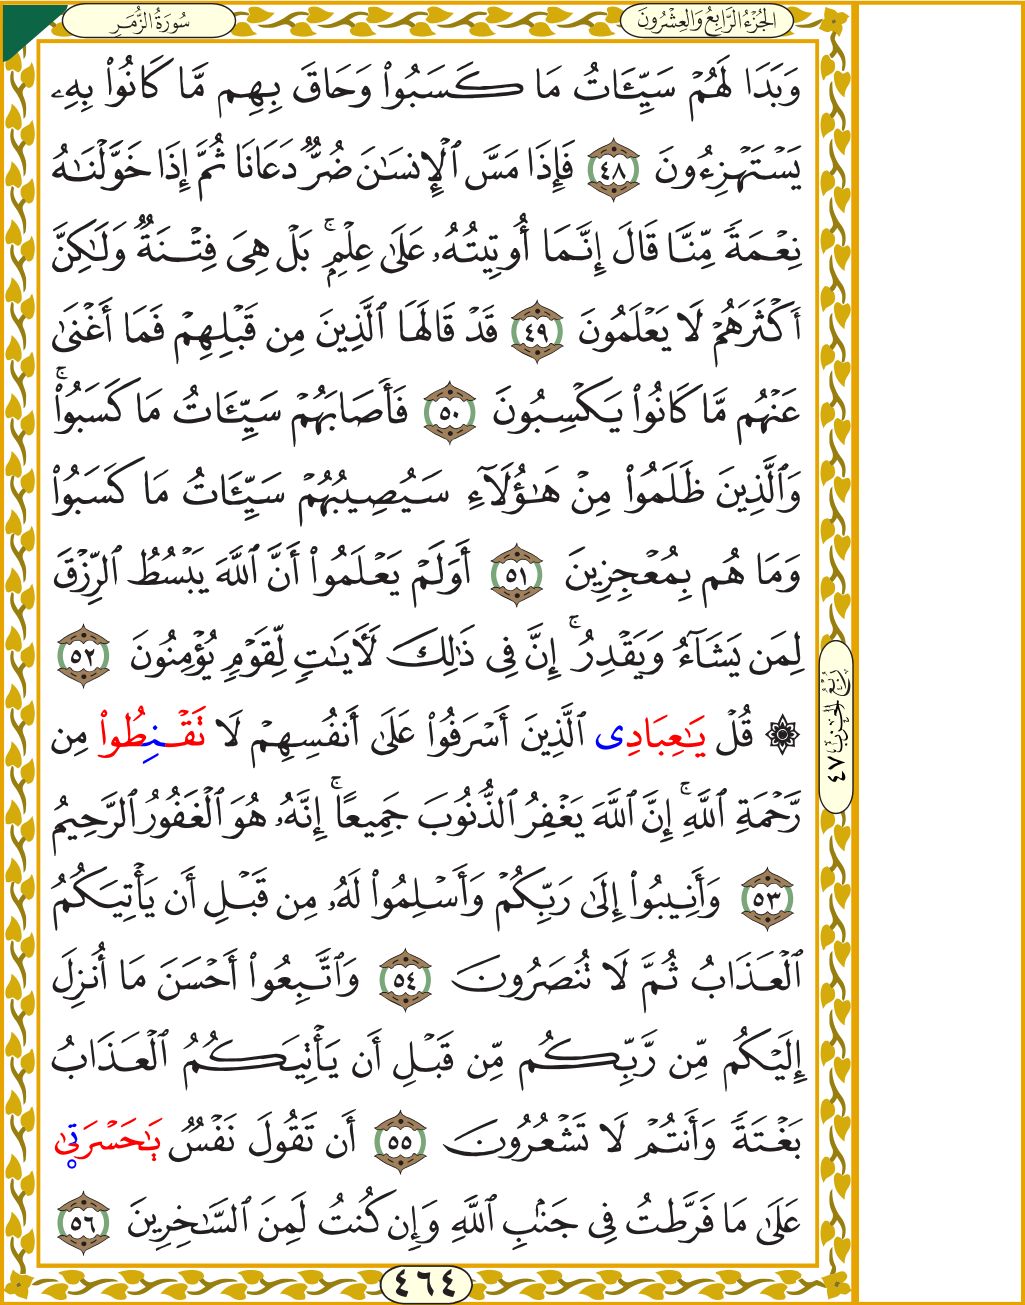 سُورَةُ الزُّمَرِ
الجُزْءُ الرَّابِعُ وَالعِشْرُونَ
وَبَدَا لَهُمْ سَيِّـَٔاتُ مَا كَسَبُوا۟ وَحَاقَ بِهِم مَّا كَانُوا۟ بِهِۦ
يَسْتَهْزِءُونَ ٤٨ فَإِذَا مَسَّ ٱلْإِنسَـٰنَ ضُرٌّ دَعَانَا ثُمَّ إِذَا خَوَّلْنَـٰهُ
نِعْمَةً مِّنَّا قَالَ إِنَّمَا أُوتِيتُهُۥ عَلَىٰ عِلْمٍۭ ۚ بَلْ هِىَ فِتْنَةٌ وَلَـٰكِنَّ
أَكْثَرَهُمْ لَا يَعْلَمُونَ ٤٩ قَدْ قَالَهَا ٱلَّذِينَ مِن قَبْلِهِمْ فَمَا أَغْنَىٰ
عَنْهُم مَّا كَانُوا۟ يَكْسِبُونَ ٥٠ فَأَصَابَهُمْ سَيِّـَٔاتُ مَا كَسَبُوا۟ ۚ
وَٱلَّذِينَ ظَلَمُوا۟ مِنْ هَـٰٓؤُلَآءِ سَيُصِيبُهُمْ سَيِّـَٔاتُ مَا كَسَبُوا۟
وَمَا هُم بِمُعْجِزِينَ ٥١ أَوَلَمْ يَعْلَمُوا۟ أَنَّ ٱللَّهَ يَبْسُطُ ٱلرِّزْقَ
لِمَن يَشَآءُ وَيَقْدِرُ ۚ إِنَّ فِى ذَٰلِكَ لَـَٔايَـٰتٍ لِّقَوْمٍ يُؤْمِنُونَ ٥٢
۞ قُلْ يَـٰعِبَادِى ٱلَّذِينَ أَسْرَفُوا۟ عَلَىٰ أَنفُسِهِمْ لَا تَقْنِطُوا۟ مِن
رَّحْمَةِ ٱللَّهِ ۚ إِنَّ ٱللَّهَ يَغْفِرُ ٱلذُّنُوبَ جَمِيعًا ۚ إِنَّهُۥ هُوَ ٱلْغَفُورُ ٱلرَّحِيمُ
٥٣ وَأَنِيبُوا۟ إِلَىٰ رَبِّكُمْ وَأَسْلِمُوا۟ لَهُۥ مِن قَبْلِ أَن يَأْتِيَكُمُ
ٱلْعَذَابُ ثُمَّ لَا تُنصَرُونَ ٥٤ وَٱتَّبِعُوا۟ أَحْسَنَ مَا أُنزِلَ
إِلَيْكُم مِّن رَّبِّكُم مِّن قَبْلِ أَن يَأْتِيَكُمُ ٱلْعَذَابُ
بَغْتَةً وَأَنتُمْ لَا تَشْعُرُونَ ٥٥ أَن تَقُولَ نَفْسٌ يَـٰحَسْرَتَىٰ
عَلَىٰ مَا فَرَّطتُ فِى جَنۢبِ ٱللَّهِ وَإِن كُنتُ لَمِنَ ٱلسَّـٰخِرِينَ ٥٦
رُبْعُ الحِزْبِ ٤٧
٤٦٤